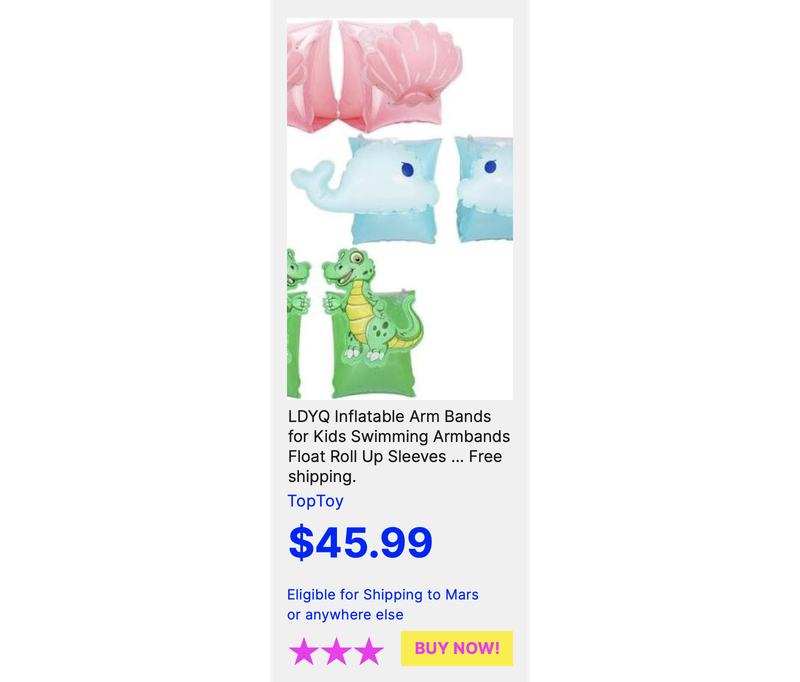 LDYQ Inflatable Arm Bands
for Kids Swimming Armbands
Float Roll Up Sleeves ... Free
shipping.
TopToy
$45.99
Eligible for Shipping to Mars
or anywhere else
BUY NOW!